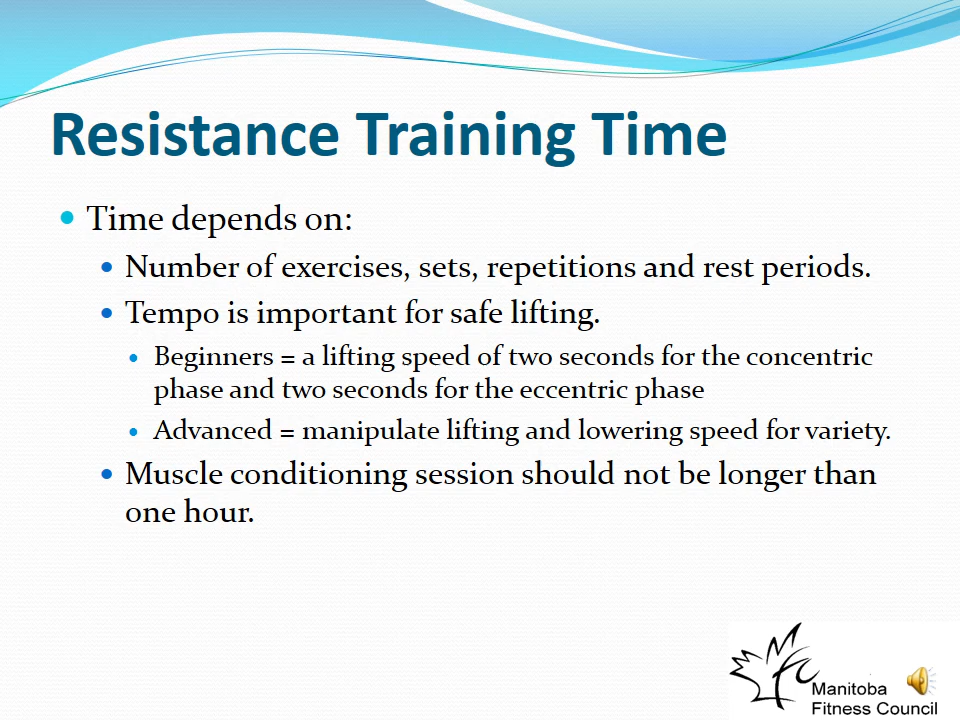 Resistance Training Time
Time depends on:
Number of exercises, sets, repetitions and rest periods.
Tempo is important for safe lifting.
Beginners = a lifting speed of two seconds for the concentric
phase and two seconds for the eccentric phase
Advanced = manipulate lifting and lowering speed for variety.
Muscle conditioning session should not be longer than
one hour.
Manitoba
Fitness Council